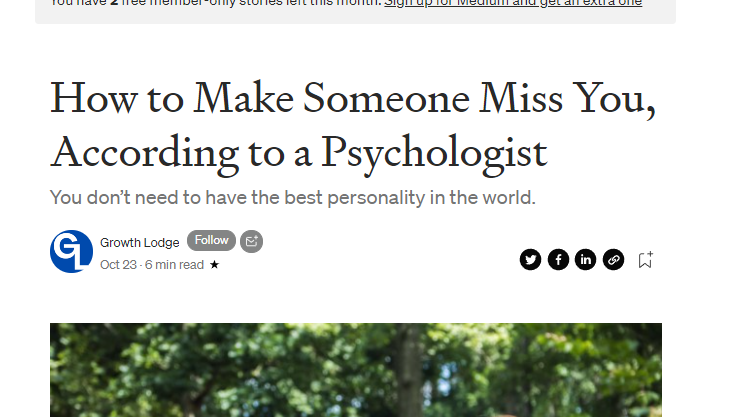 You have 2 free member-only stories left this month. Sign up for Medium and get an extra one
How to Make Someone Miss You,
According to a Psychologist
You don't need to have the best personality in the world.
GL
Growth Lodge Follow
Oct 23 · 6 min read ★